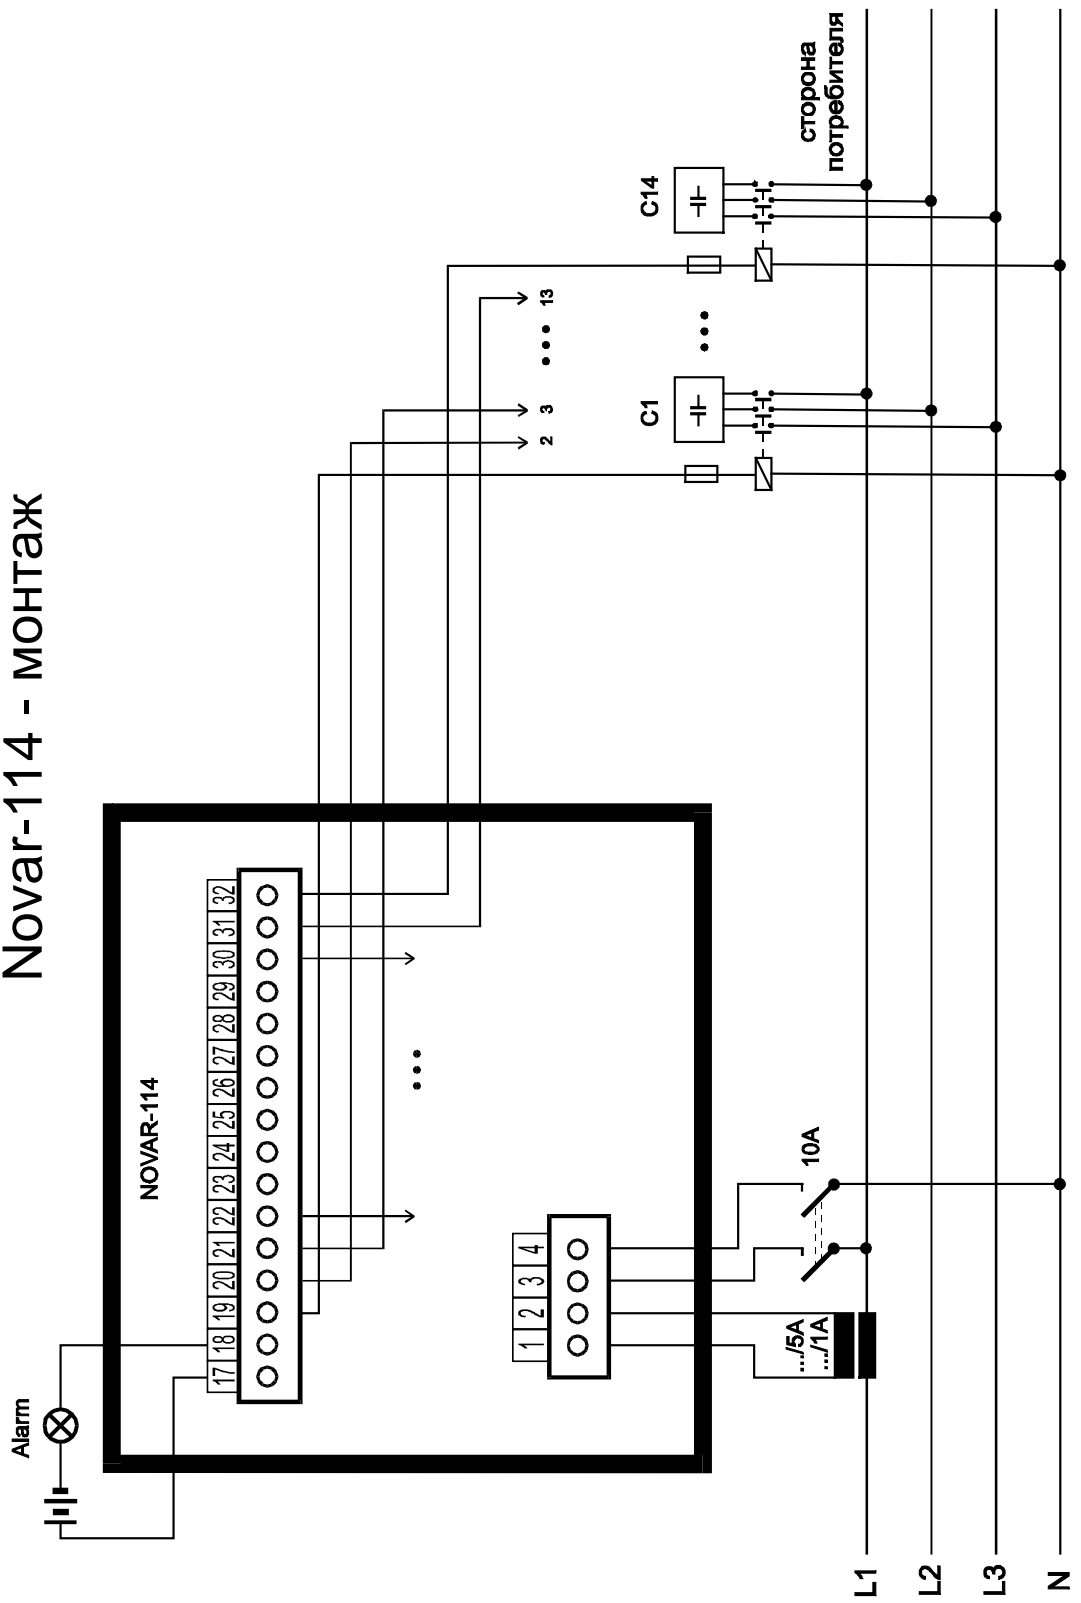 Novar-114 - монтаж
Alarm
NOVAR-114
17 18 19 20 21 22 23 24 25 26 27 28 29 30 31 32
1 2 3 4
2
3
13
C1
C14
.../5A
.../1A
10A
сторона
потребителя
L1
L2
L3
N